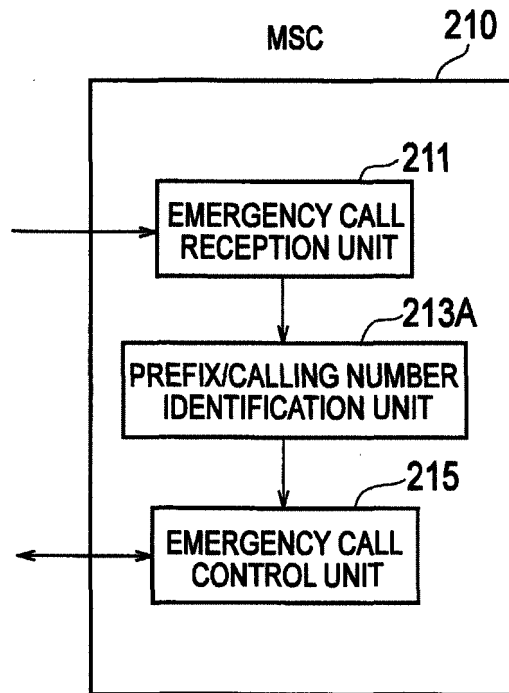 MSC
210
211
EMERGENCY CALL
RECEPTION UNIT
213A
PREFIX/CALLING NUMBER
IDENTIFICATION UNIT
215
EMERGENCY CALL
CONTROL UNIT